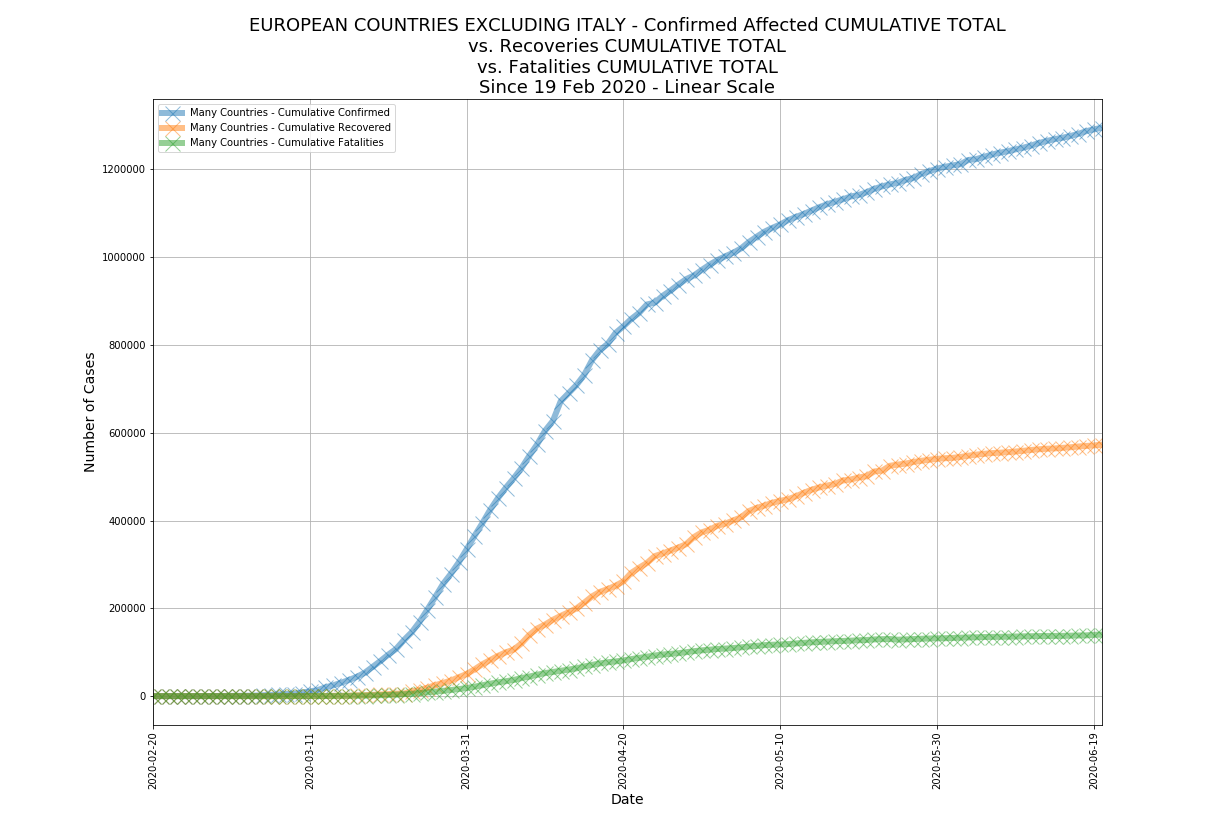 EUROPEAN COUNTRIES EXCLUDING ITALY - Confirmed Affected CUMULATIVE TOTAL
vs. Recoveries CUMULATIVE TOTAL
vs. Fatalities CUMULATIVE TOTAL
Since 19 Feb 2020 - Linear Scale
Many Countries - Cumulative Confirmed
Many Countries - Cumulative Recovered
Many Countries - Cumulative Fatalities
Number of Cases
1200000
1000000
800000
600000
400000
200000
0
2020-02-20
2020-03-11
2020-03-31
2020-04-20
2020-05-10
2020-05-30
2020-06-19
Date